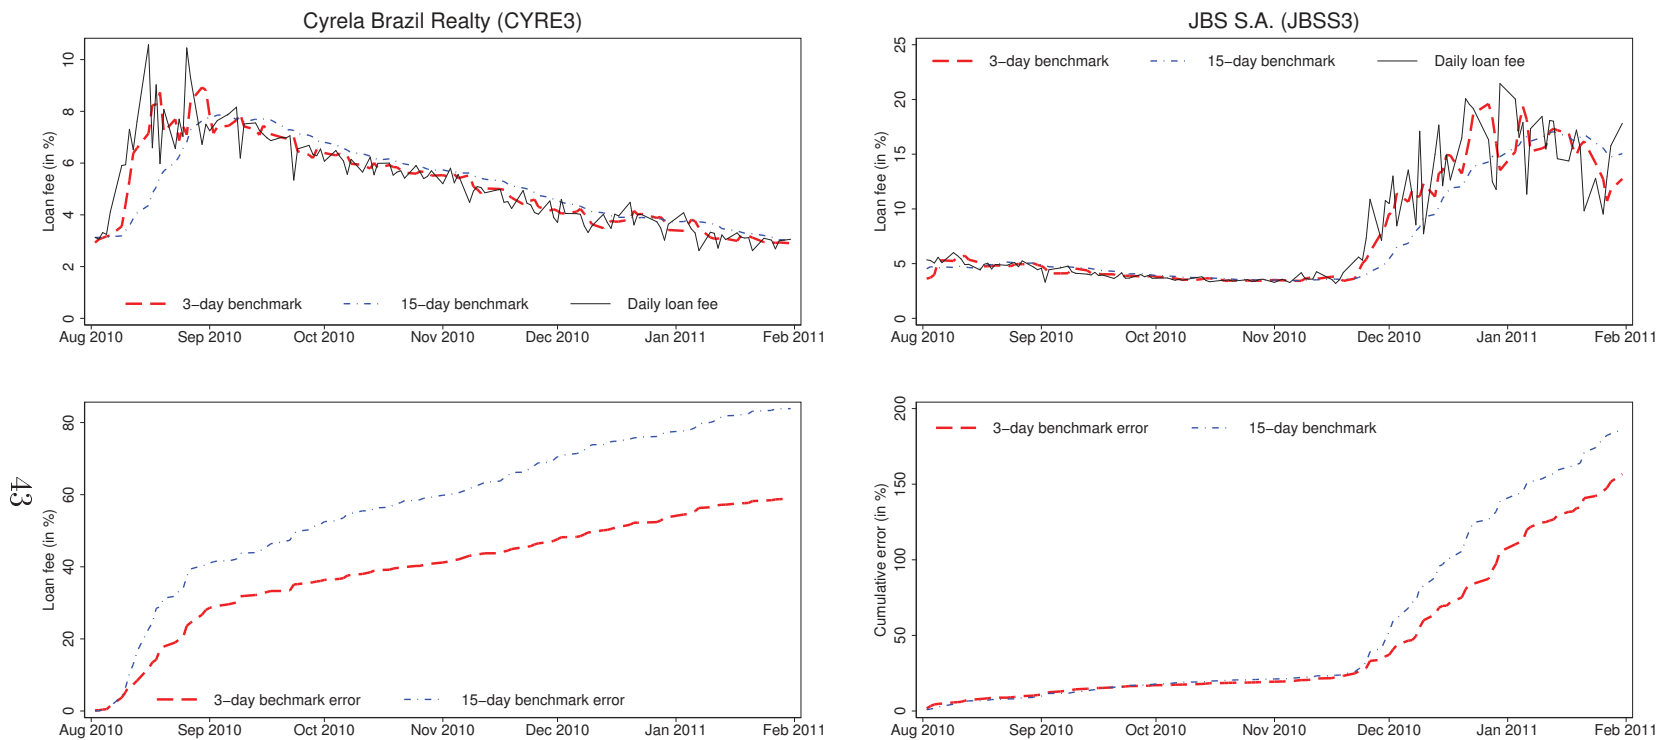 Cyrela Brazil Realty (CYRE3)
Loan fee (in %)
10
8
6
4
2
0
3−day benchmark 15−day benchmark Daily loan fee
Aug 2010 Sep 2010 Oct 2010 Nov 2010 Dec 2010 Jan 2011 Feb 2011
JBS S.A. (JBSS3)
Loan fee (in %)
25
20
15
10
5
0
3−day benchmark 15−day benchmark Daily loan fee
Aug 2010 Sep 2010 Oct 2010 Nov 2010 Dec 2010 Jan 2011 Feb 2011
43
Loan fee (in %)
80
60
40
20
0
3−day bechmark error 15−day benchmark error
Aug 2010 Sep 2010 Oct 2010 Nov 2010 Dec 2010 Jan 2011 Feb 2011
Cumulative error (in %)
200
150
100
50
0
3−day benchmark error 15−day benchmark
Aug 2010 Sep 2010 Oct 2010 Nov 2010 Dec 2010 Jan 2011 Feb 2011